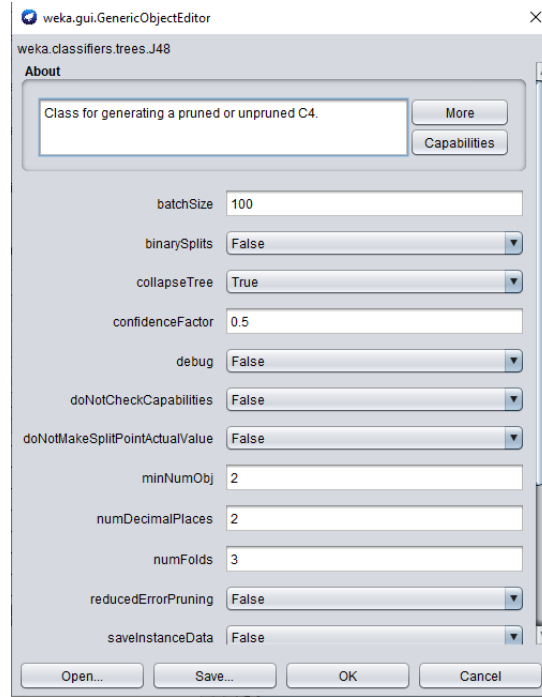 weka.gui.GenericObjectEditor
weka.classifiers.trees.J48
About
Class for generating a pruned or unpruned C4.
More
Capabilities
batchSize 100
binarySplits False
collapseTree True
confidenceFactor 0.5
debug False
doNotCheckCapabilities False
doNotMakeSplitPointActualValue False
minNumObj 2
numDecimalPlaces 2
numFolds 3
reducedErrorPruning False
saveInstanceData False
Open... Save... OK Cancel